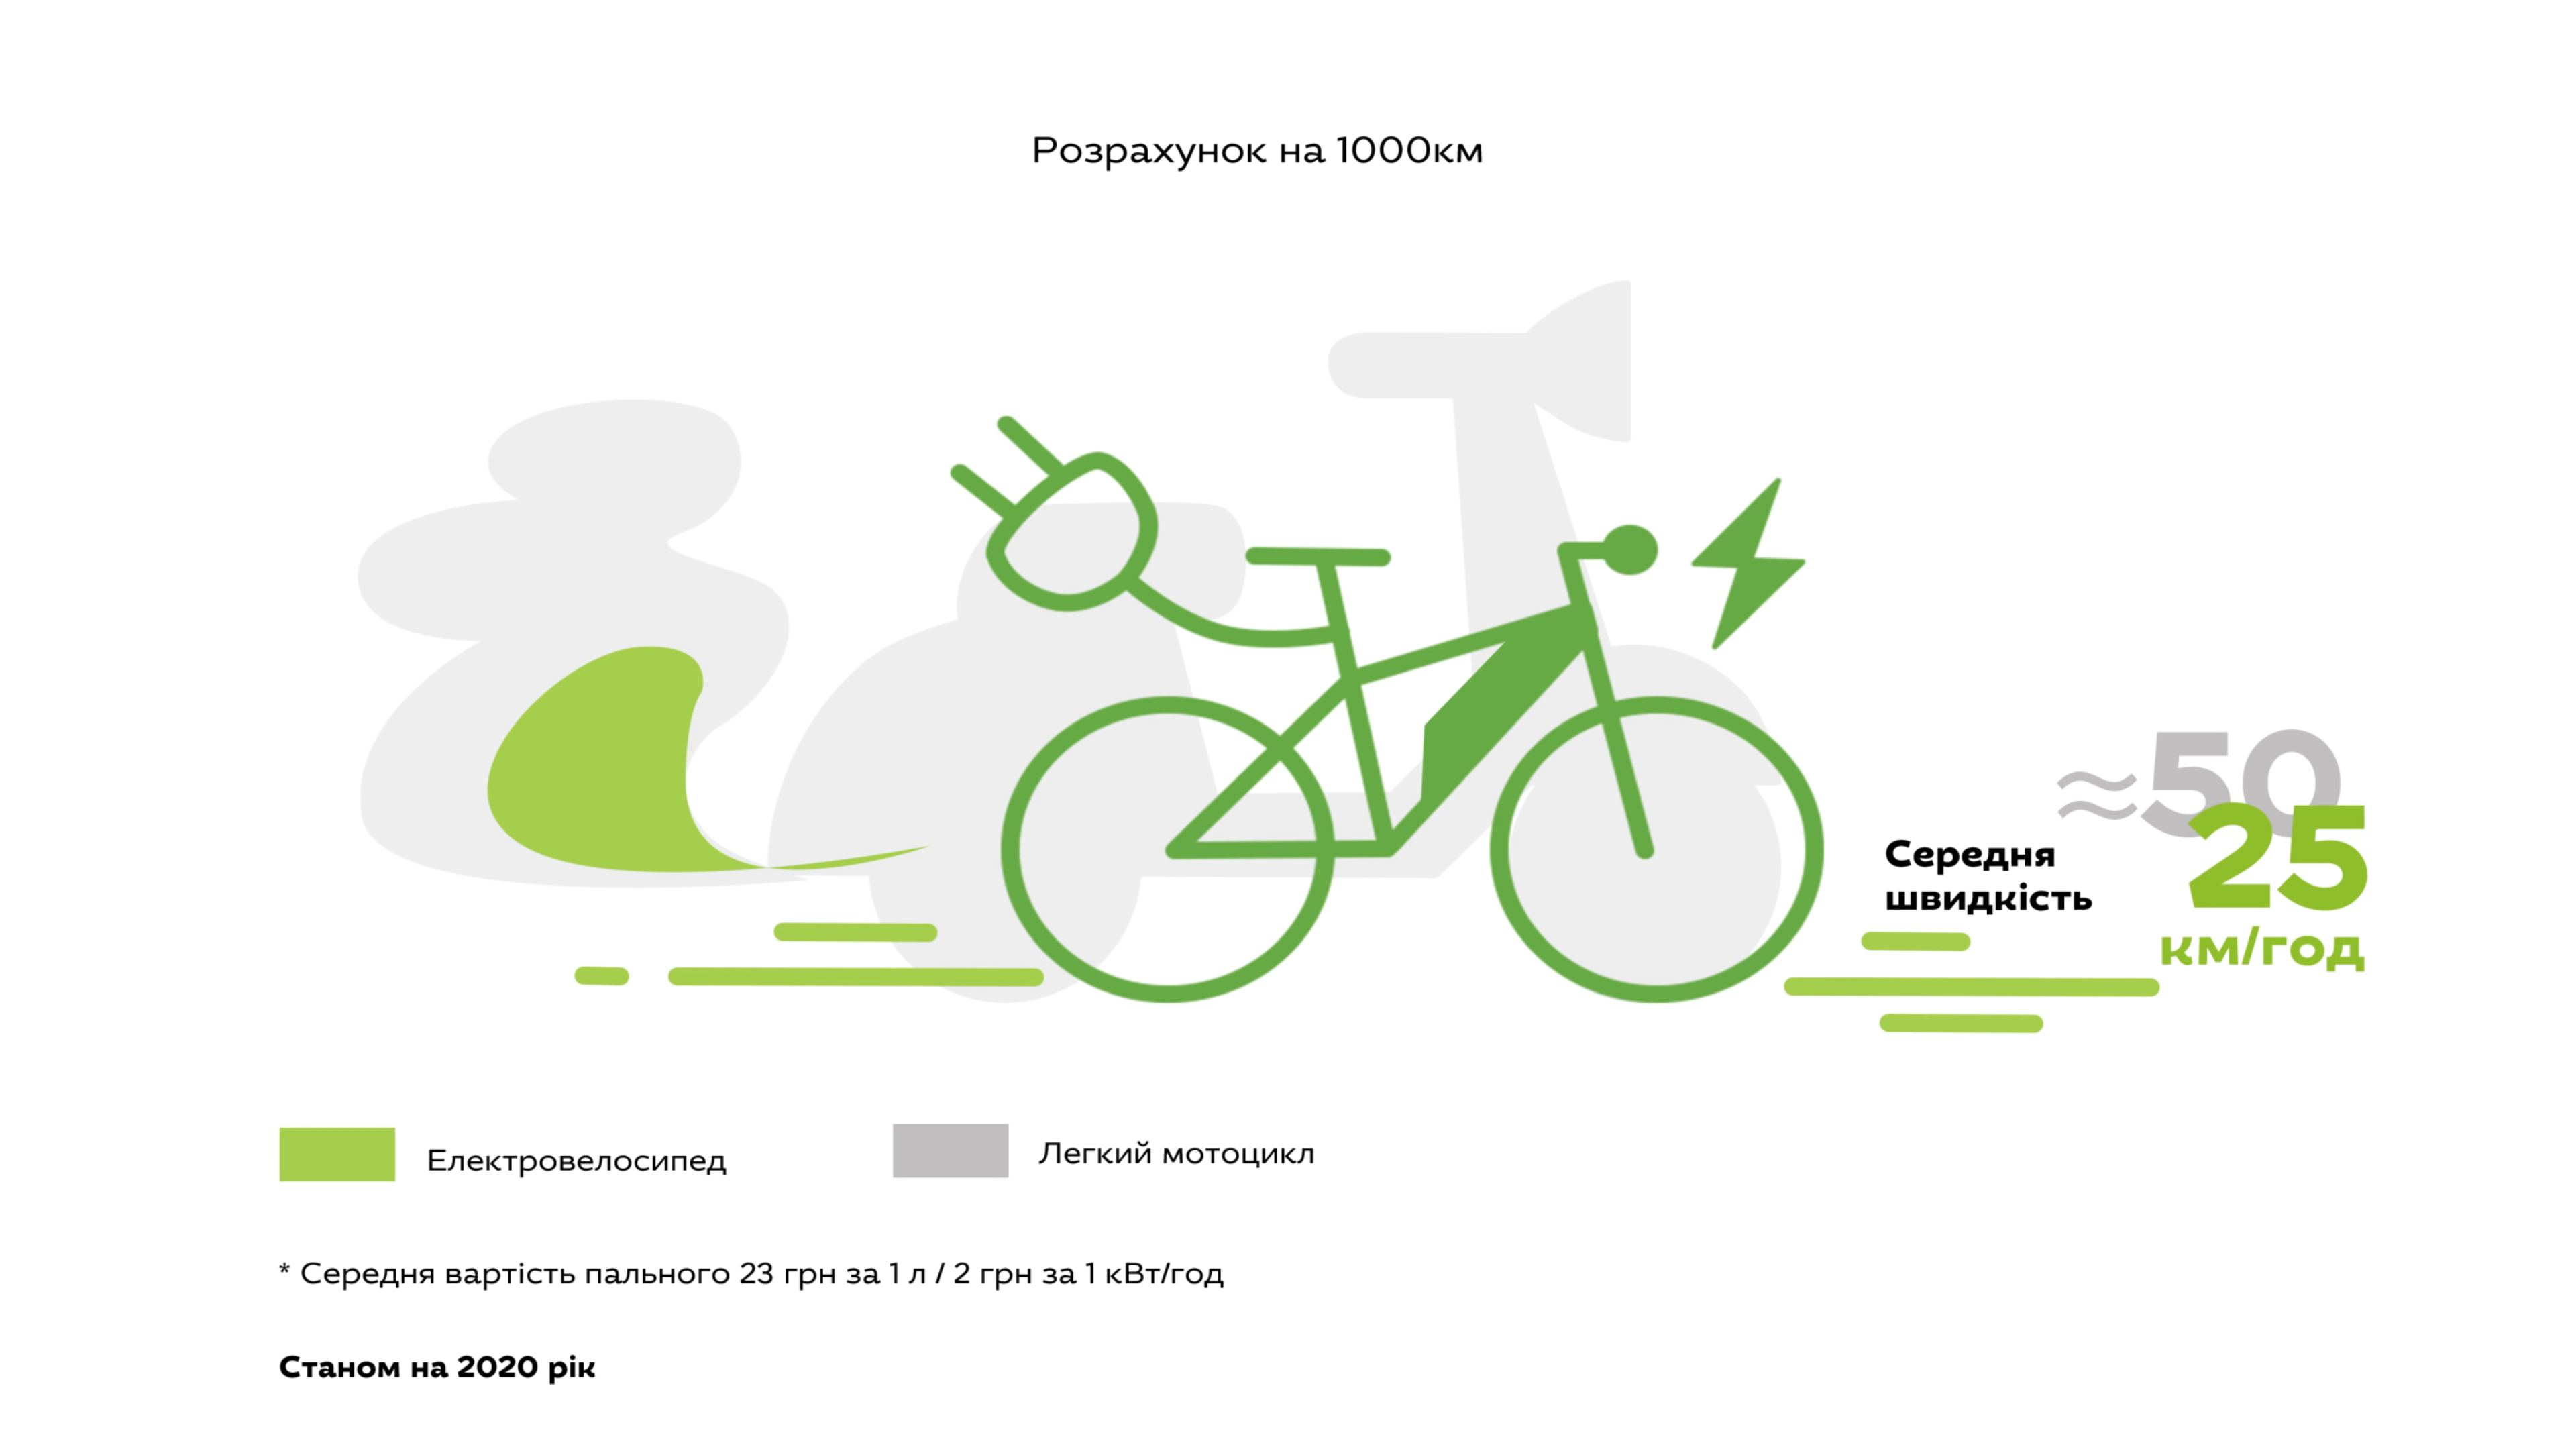 Розрахунок на 1000км
≈50
25
Середня
швидкість
км/год
Електровелосипед
Легкий мотоцикл
* Середня вартість пального 23 грн за 1 л / 2 грн за 1 кВт/год
Станом на 2020 рік